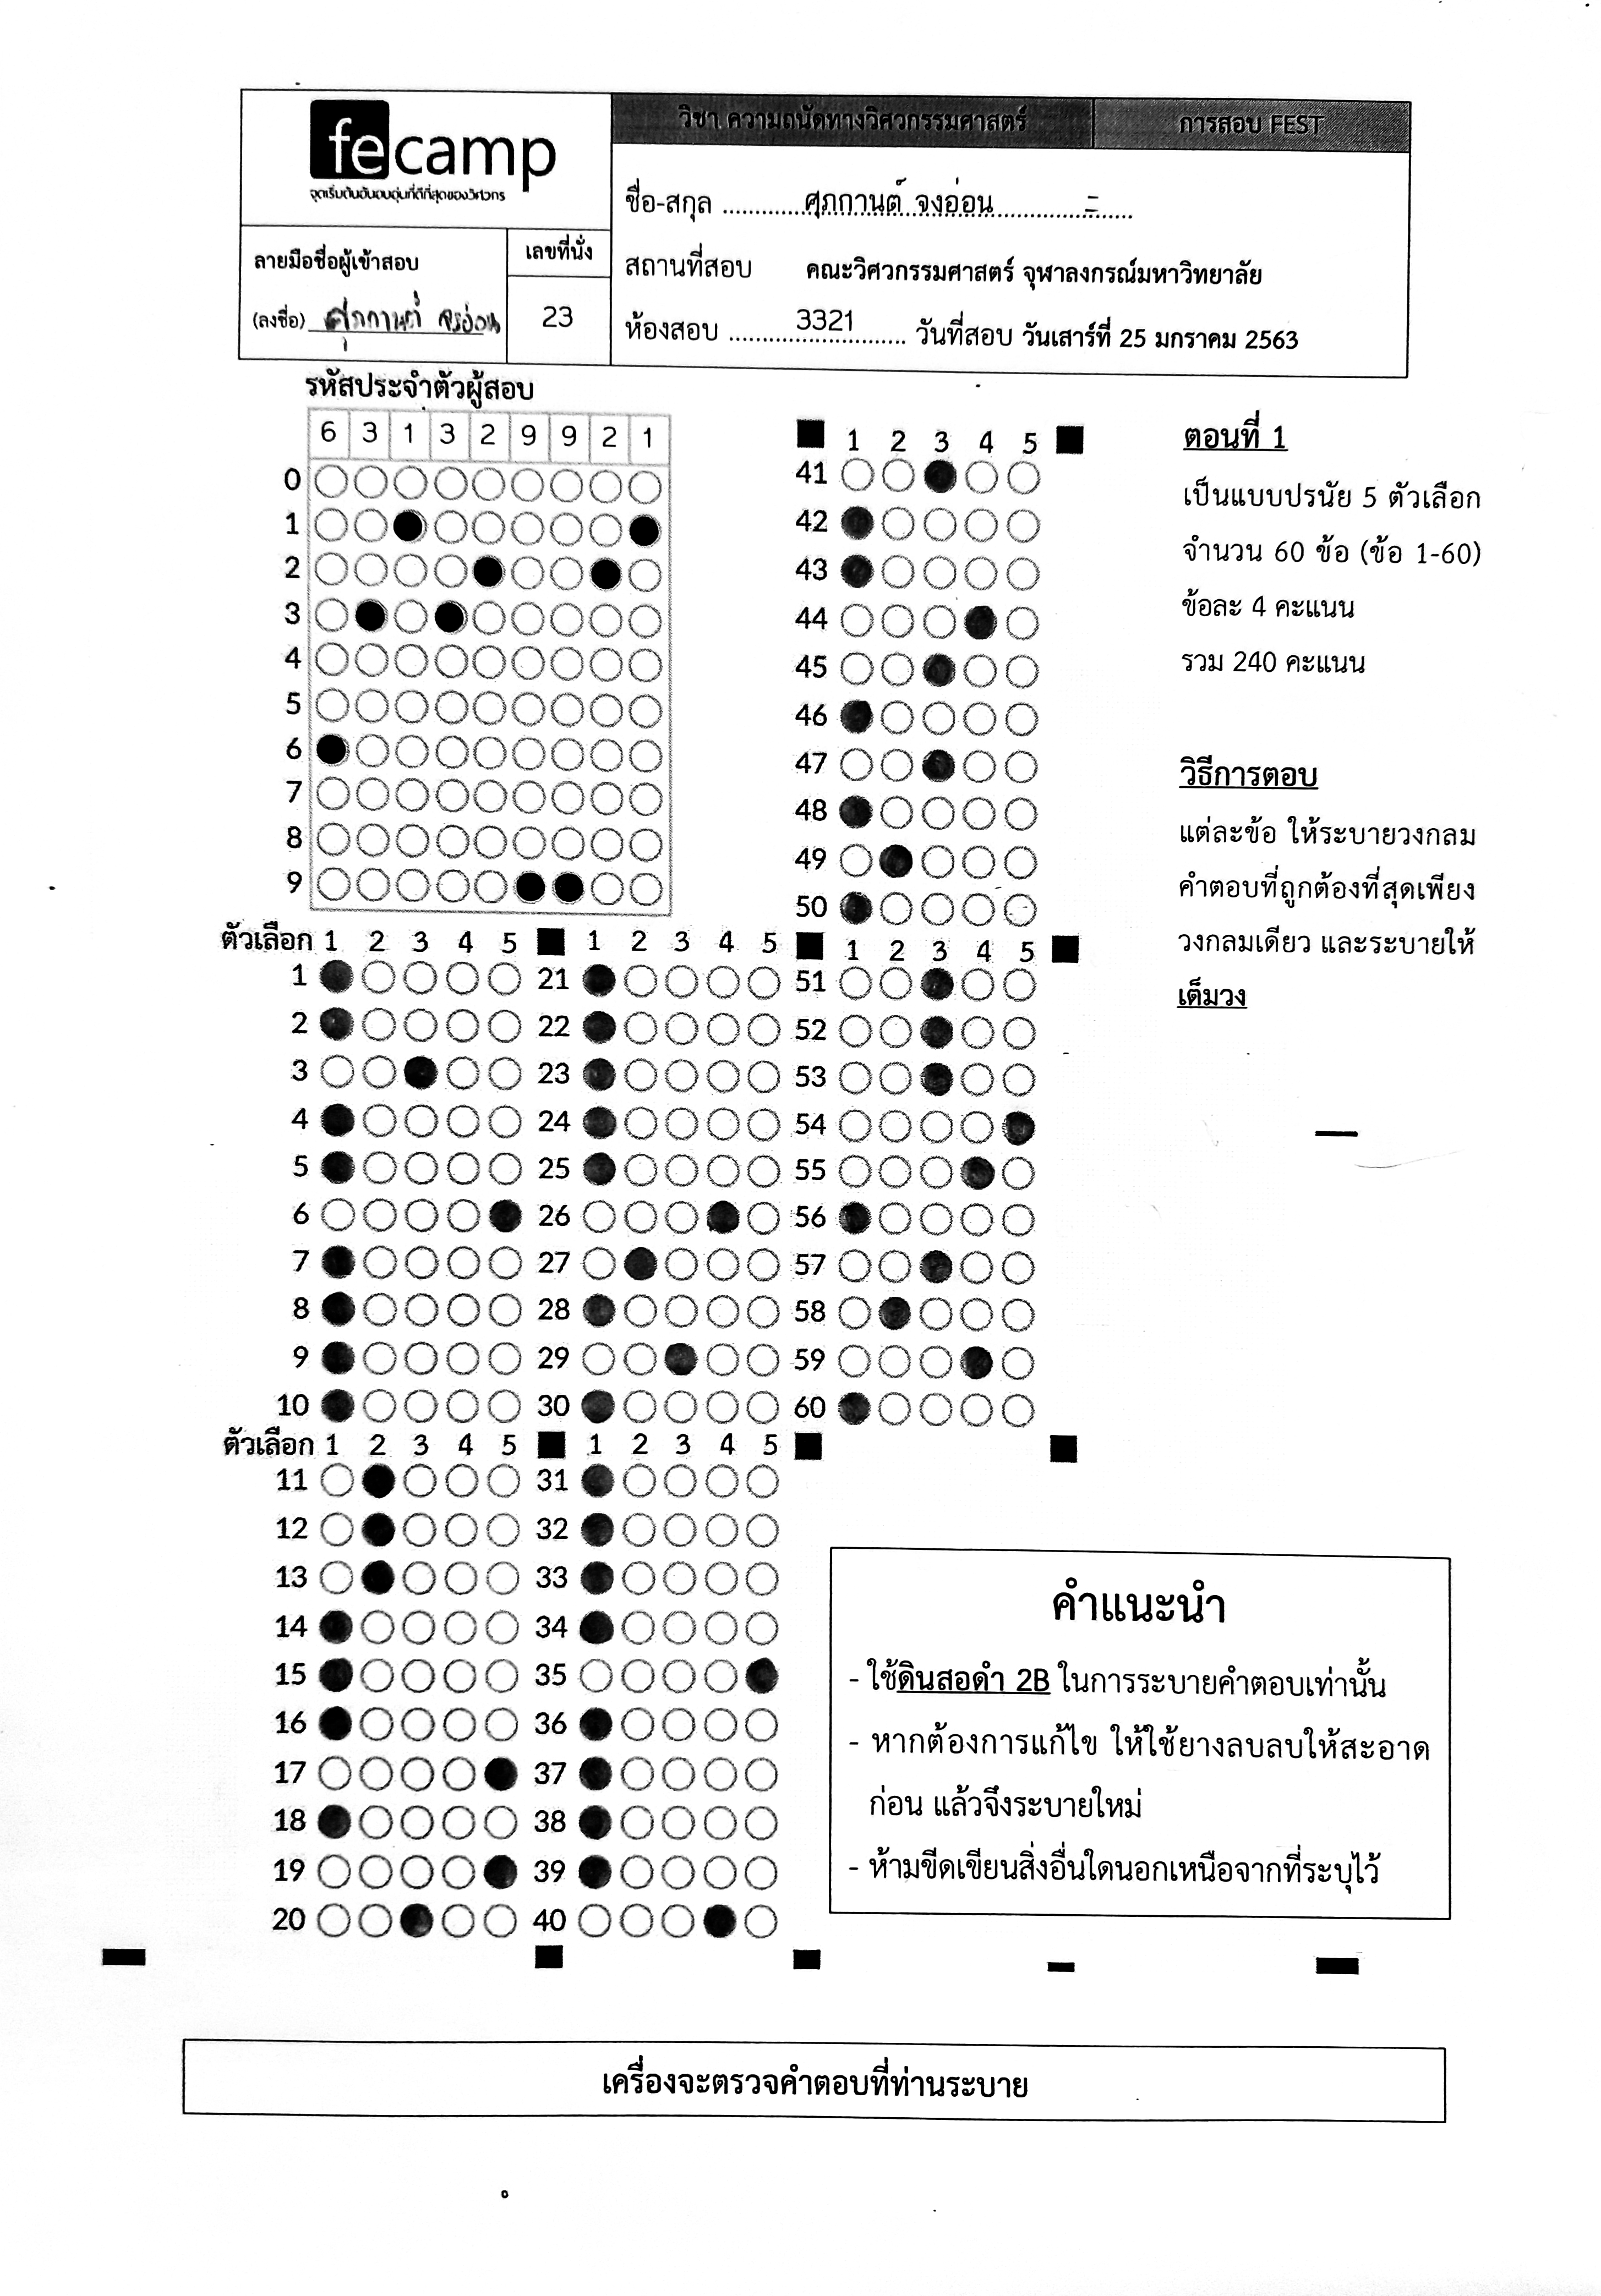 fecamp
จุดเริ่มต้นอันอบอุ่นที่ดีที่สุดของวิศวกร
วิชา ความถนัดทางวิศวกรรมศาสตร์ การสอบ FEST
ชื่อ-สกุล ศุภกานต์ จงอ่อน
สถานที่สอบ คณะวิศวกรรมศาสตร์ จุฬาลงกรณ์มหาวิทยาลัย
ห้องสอบ 3321 วันที่สอบ วันเสาร์ที่ 25 มกราคม 2563
ลายมือชื่อผู้เข้าสอบ
(ลงชื่อ) ศุภกานต์ จงอ่อน
เลขที่นั่ง
23
รหัสประจำตัวผู้สอบ
6 3 1 3 2 9 9 2 1
0
1
2
3
4
5
6
7
8
9
1 2 3 4 5
41
42
43
44
45
46
47
48
49
50
ตอนที่ 1
เป็นแบบปรนัย 5 ตัวเลือก
จำนวน 60 ข้อ (ข้อ 1-60)
ข้อละ 4 คะแนน
รวม 240 คะแนน
วิธีการตอบ
แต่ละข้อ ให้ระบายวงกลม
คำตอบที่ถูกต้องที่สุดเพียง
วงกลมเดียว และระบายให้
เต็มวง
ตัวเลือก 1 2 3 4 5 1 2 3 4 5 1 2 3 4 5
1 21 51
2 22 52
3 23 53
4 24 54
5 25 55
6 26 56
7 27 57
8 28 58
9 29 59
10 30 60
ตัวเลือก 1 2 3 4 5 1 2 3 4 5
11 31
12 32
13 33
14 34
15 35
16 36
17 37
18 38
19 39
20 40
คำแนะนำ
- ใช้ดินสอดำ 2B ในการระบายคำตอบเท่านั้น
- หากต้องการแก้ไข ให้ใช้ยางลบลบให้สะอาด
ก่อน แล้วจึงระบายใหม่
- ห้ามขีดเขียนสิ่งอื่นใดนอกเหนือจากที่ระบุไว้
เครื่องจะตรวจคำตอบที่ท่านระบาย